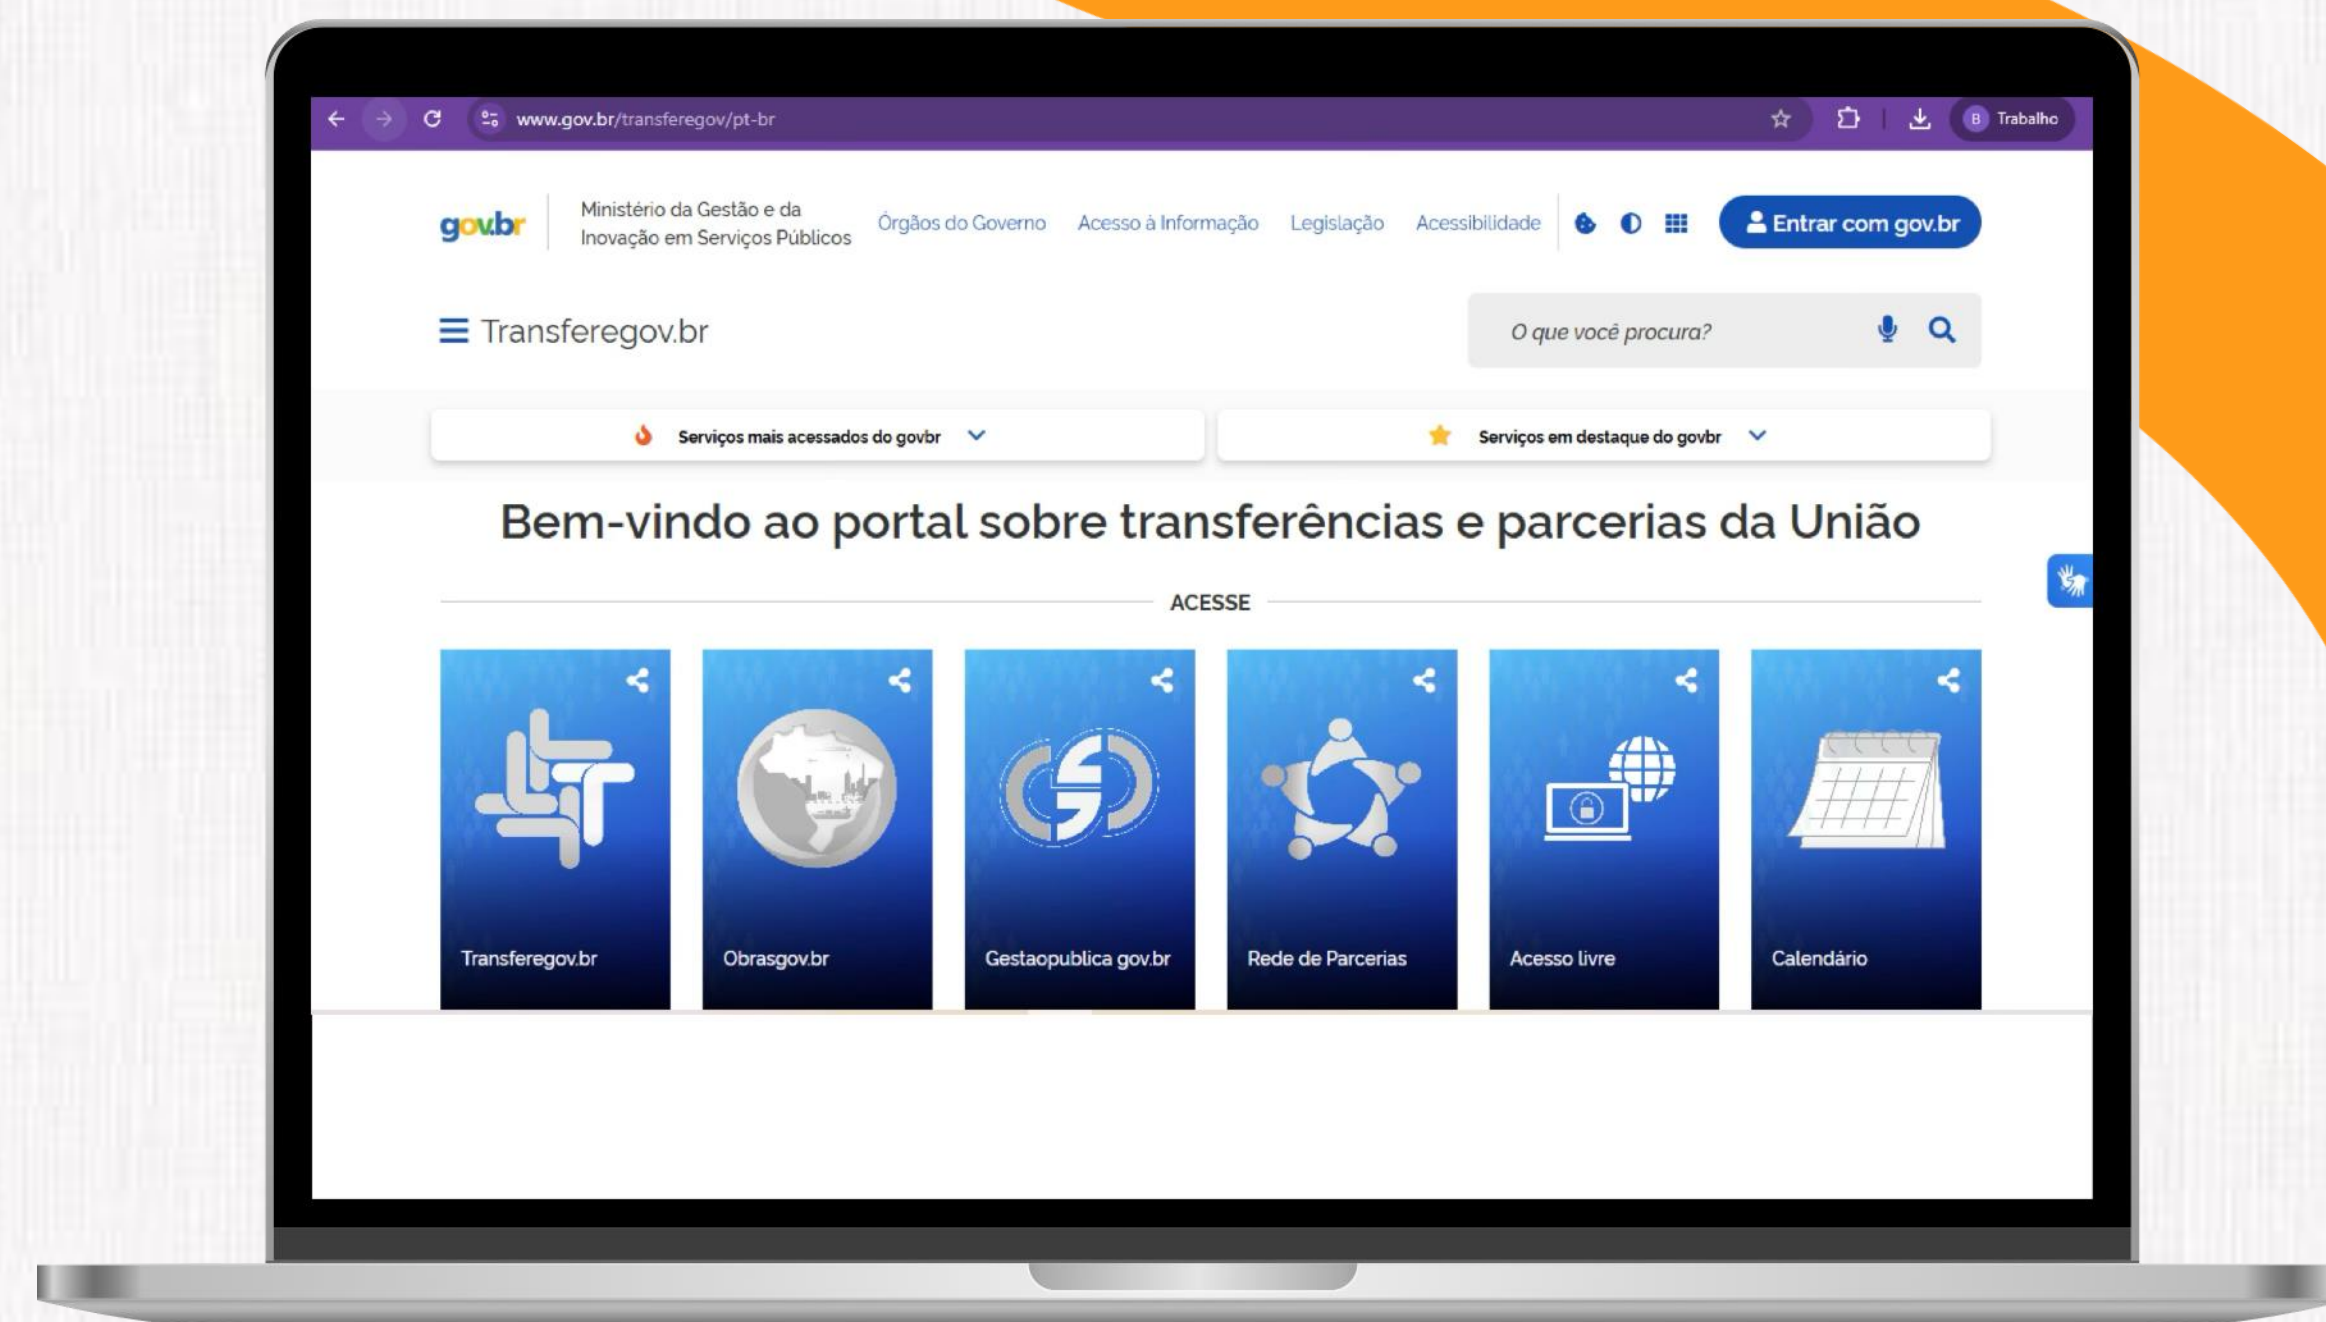 www.gov.br/transferegov/pt-br
B Trabalho
gov.br
Ministério da Gestão e da
Inovação em Serviços Públicos
Órgãos do Governo
Acesso à Informação
Legislação
Acessibilidade
Entrar com gov.br
Transferegov.br
O que você procura?
Serviços mais acessados do govbr
Serviços em destaque do govbr
Bem-vindo ao portal sobre transferências e parcerias da União
ACESSE
Transferegov.br
Obrasgov.br
Gestaopublica gov.br
Rede de Parcerias
Acesso livre
Calendário